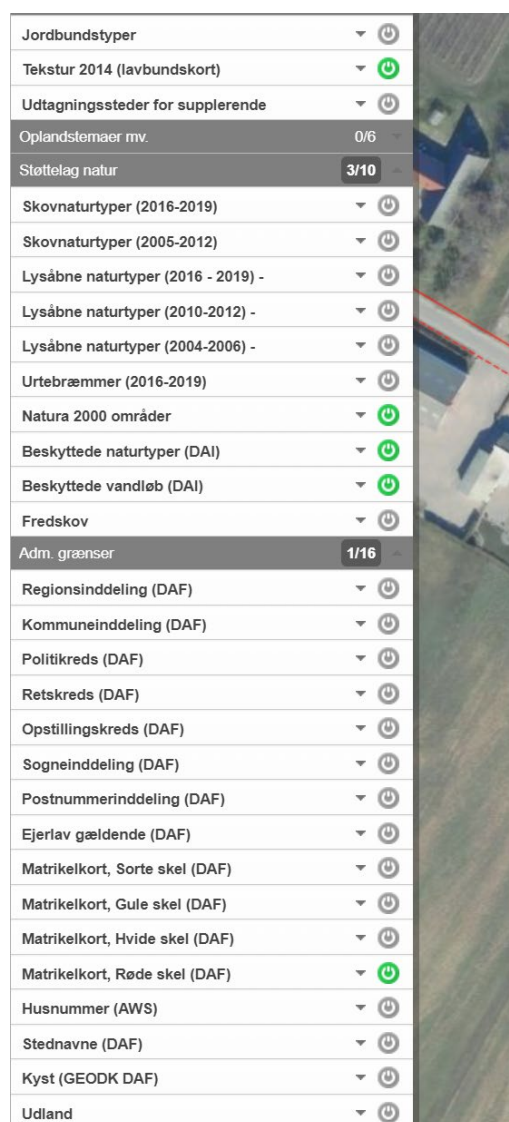 Jordbundstyper
Tekstur 2014 (lavbundskort)
Udtagningssteder for supplerende
Oplandstemaer mv. 0/6
Støttelag natur 3/10
Skovnaturtyper (2016-2019)
Skovnaturtyper (2005-2012)
Lysåbne naturtyper (2016 - 2019) -
Lysåbne naturtyper (2010-2012) -
Lysåbne naturtyper (2004-2006) -
Urtebræmmer (2016-2019)
Natura 2000 områder
Beskyttede naturtyper (DAI)
Beskyttede vandløb (DAI)
Fredskov
Adm. grænser 1/16
Regionsinddeling (DAF)
Kommuneinddeling (DAF)
Politikreds (DAF)
Retskreds (DAF)
Opstillingskreds (DAF)
Sogneinddeling (DAF)
Postnummerinddeling (DAF)
Ejerlav gældende (DAF)
Matrikelkort, Sorte skel (DAF)
Matrikelkort, Gule skel (DAF)
Matrikelkort, Hvide skel (DAF)
Matrikelkort, Røde skel (DAF)
Husnummer (AWS)
Stednavne (DAF)
Kyst (GEODK DAF)
Udland